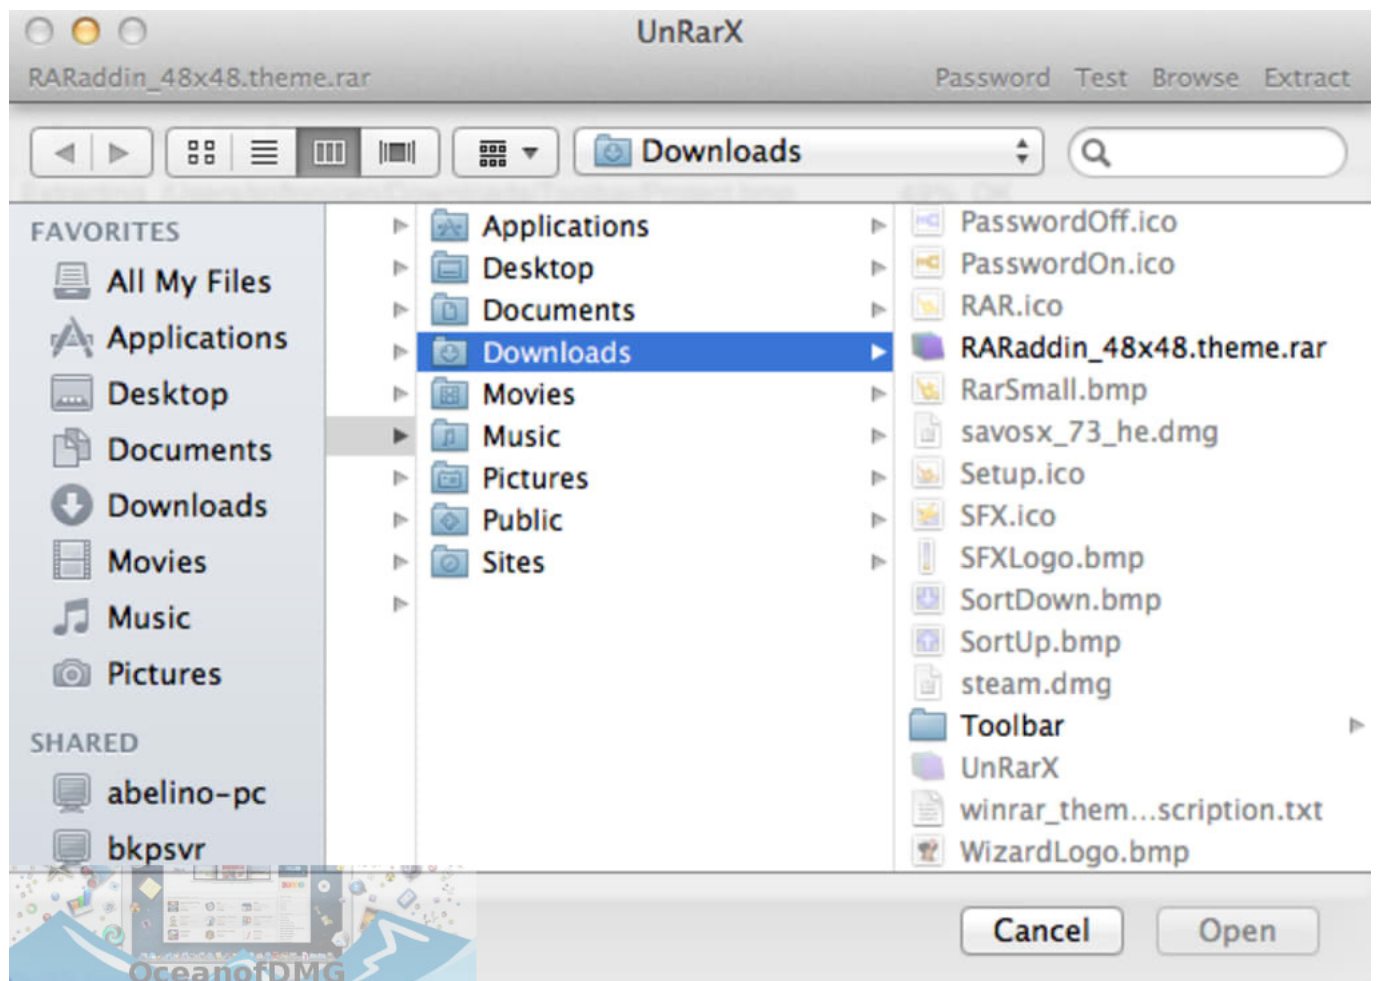 UnRarX
RARaddin_48x48.theme.rar
Password Test Browse Extract
Downloads
FAVORITES
All My Files
Applications
Desktop
Documents
Downloads
Movies
Music
Pictures
SHARED
abelino-pc
bkpsvr
Applications
Desktop
Documents
Downloads
Movies
Music
Pictures
Public
Sites
PasswordOff.ico
PasswordOn.ico
RAR.ico
RARaddin_48x48.theme.rar
RarSmall.bmp
savosx_73_he.dmg
Setup.ico
SFX.ico
SFXLogo.bmp
SortDown.bmp
SortUp.bmp
steam.dmg
Toolbar
UnRarX
winrar_them...scription.txt
WizardLogo.bmp
Cancel
Open
OceanofDMG